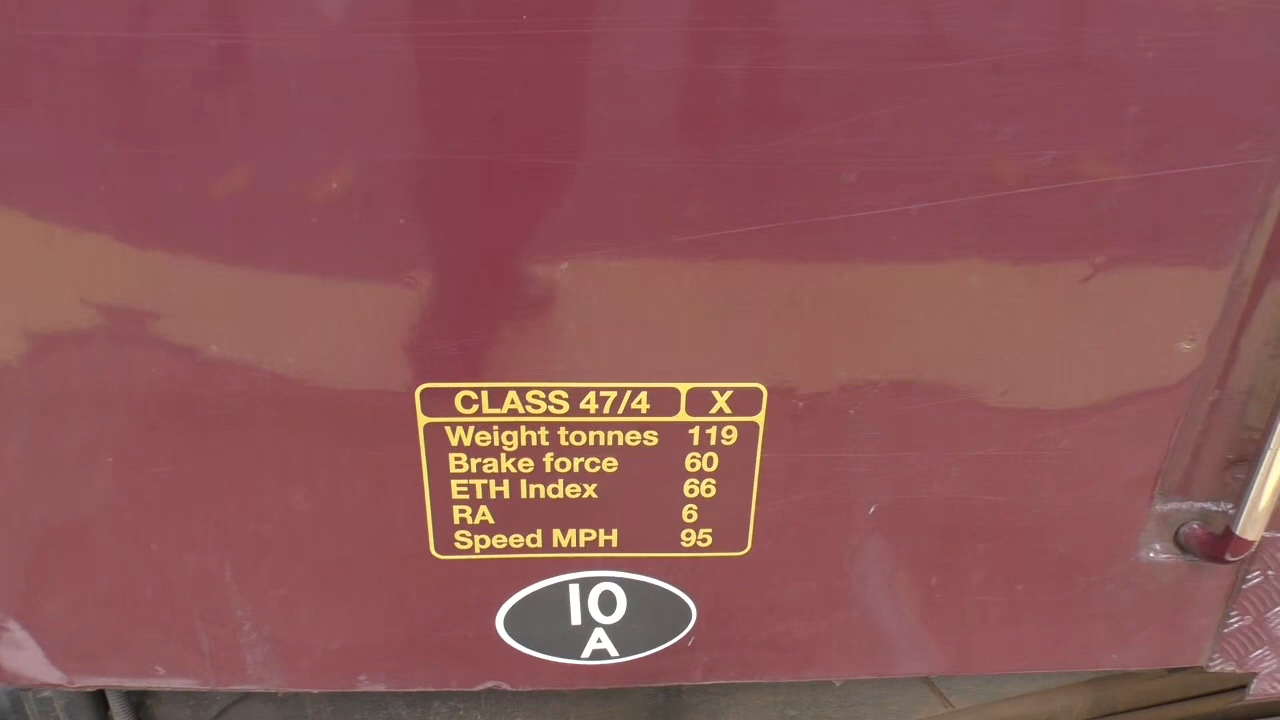 CLASS 47/4 X
Weight tonnes 119
Brake force 60
ETH Index 66
RA 6
Speed MPH 95
10
A